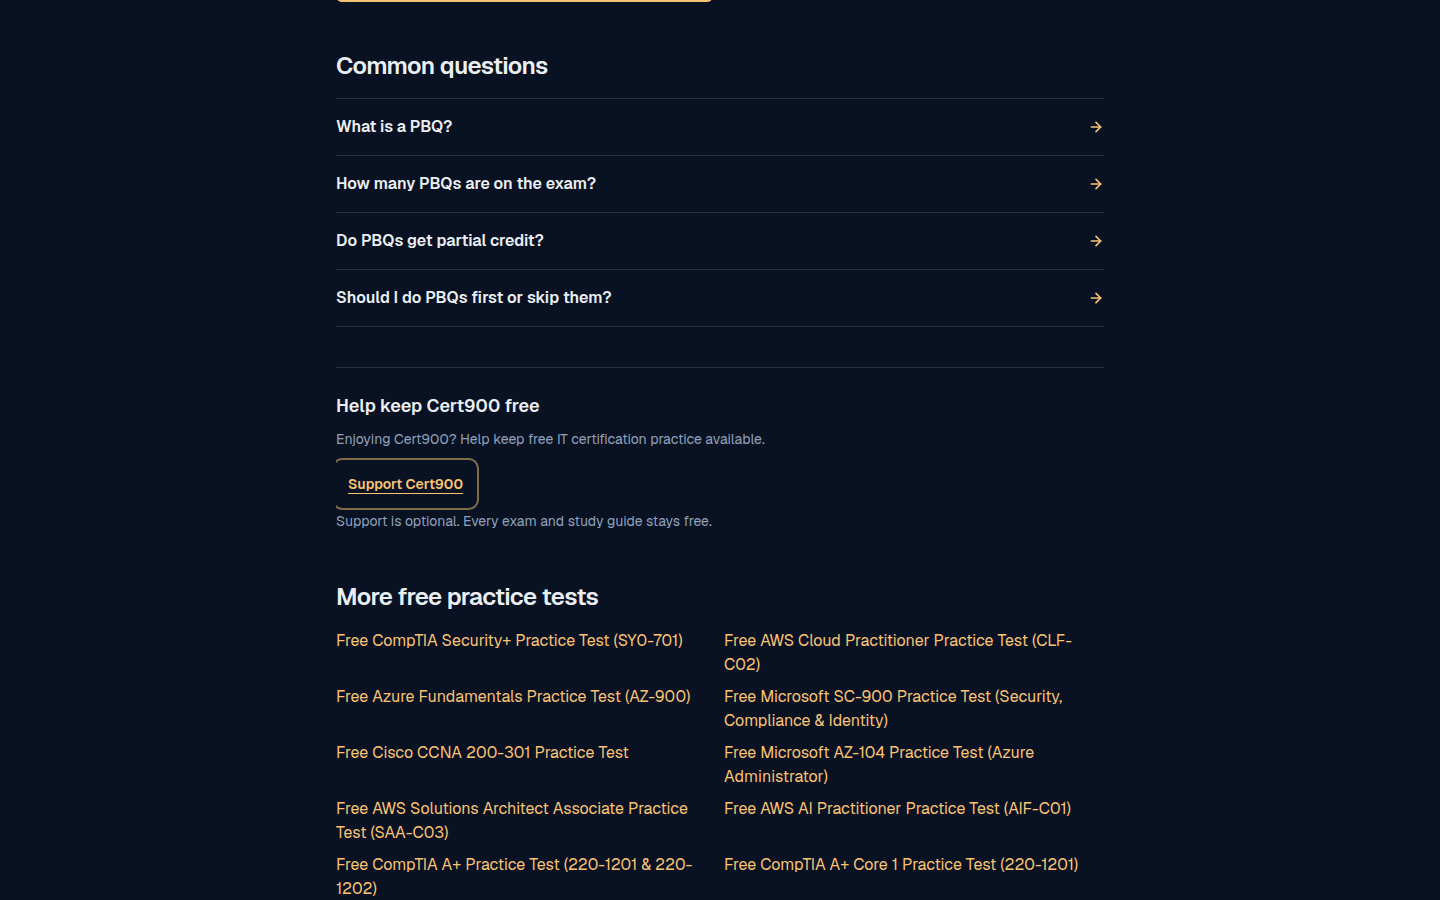 Common questions
What is a PBQ?
How many PBQs are on the exam?
Do PBQs get partial credit?
Should I do PBQs first or skip them?
Help keep Cert900 free
Enjoying Cert900? Help keep free IT certification practice available.
Support Cert900
Support is optional. Every exam and study guide stays free.
More free practice tests
Free CompTIA Security+ Practice Test (SY0-701)
Free AWS Cloud Practitioner Practice Test (CLF-
C02)
Free Azure Fundamentals Practice Test (AZ-900)
Free Microsoft SC-900 Practice Test (Security,
Compliance & Identity)
Free Cisco CCNA 200-301 Practice Test
Free Microsoft AZ-104 Practice Test (Azure
Administrator)
Free AWS Solutions Architect Associate Practice
Test (SAA-C03)
Free AWS AI Practitioner Practice Test (AIF-C01)
Free CompTIA A+ Practice Test (220-1201 & 220-
1202)
Free CompTIA A+ Core 1 Practice Test (220-1201)